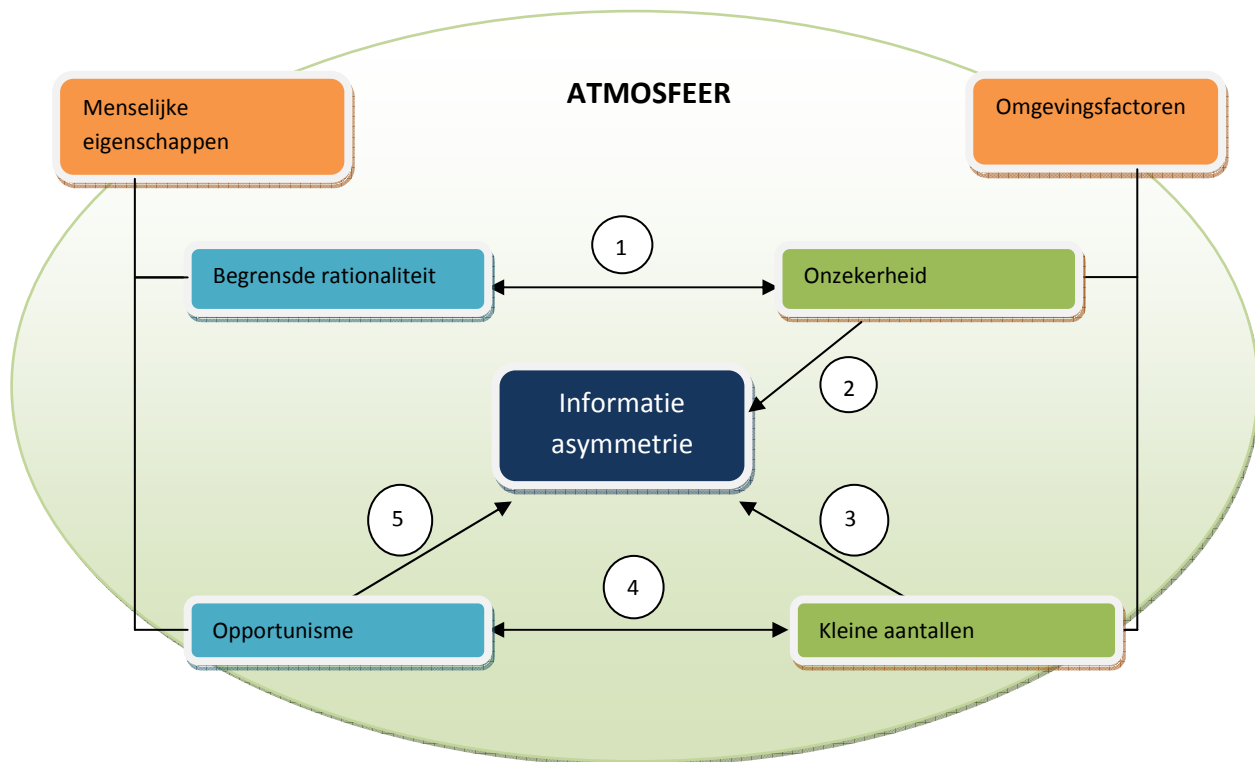 ATMOSFEER
Menselijke
eigenschappen
Omgevingsfactoren
1
Begrensde rationaliteit
Onzekerheid
2
Informatie
asymmetrie
5
3
4
Opportunisme
Kleine aantallen